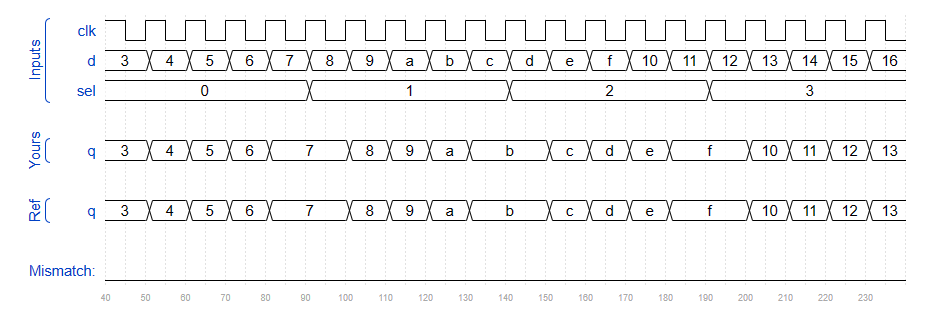 clk
d 3 4 5 6 7 8 9 a b c d e f 10 11 12 13 14 15 16
sel 0 1 2 3
Inputs
q 3 4 5 6 7 8 9 a b c d e f 10 11 12 13
Yours
q 3 4 5 6 7 8 9 a b c d e f 10 11 12 13
Ref
Mismatch:
40 50 60 70 80 90 100 110 120 130 140 150 160 170 180 190 200 210 220 230